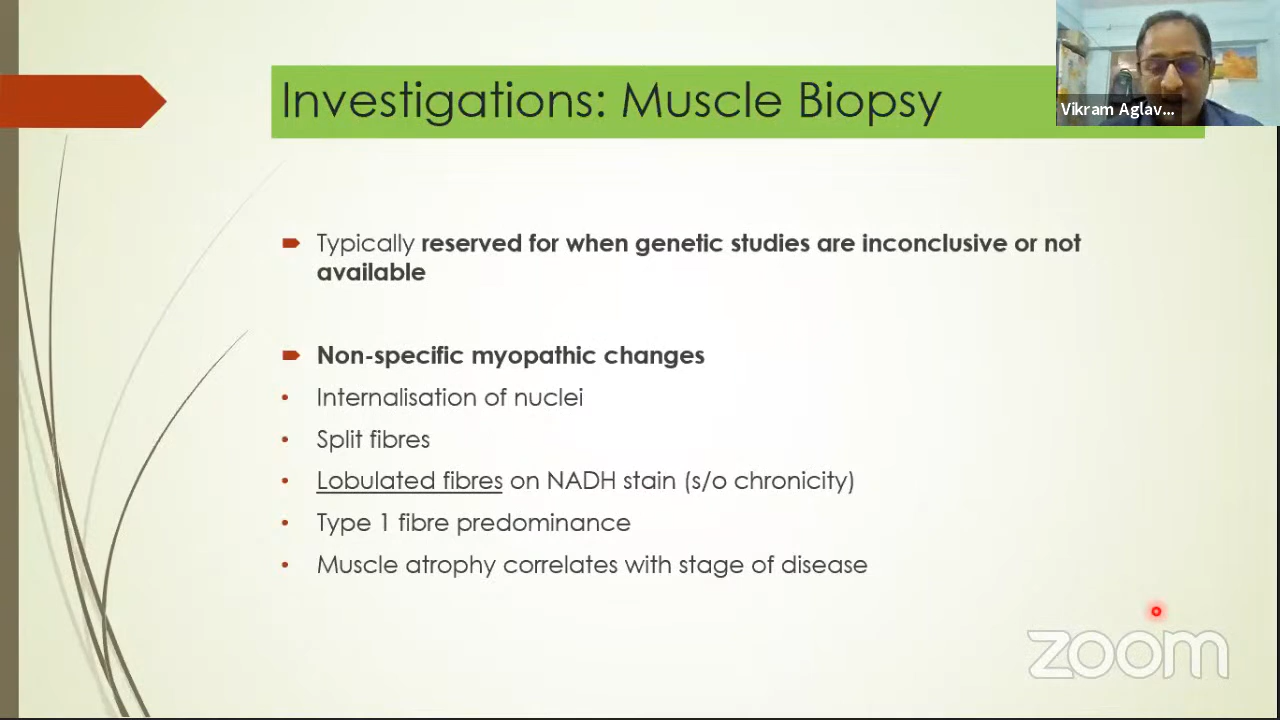 Investigations: Muscle Biopsy
Vikram Aglav...
Typically reserved for when genetic studies are inconclusive or not
available
Non-specific myopathic changes
• Internalisation of nuclei
• Split fibres
• Lobulated fibres on NADH stain (s/o chronicity)
• Type 1 fibre predominance
• Muscle atrophy correlates with stage of disease
zoom